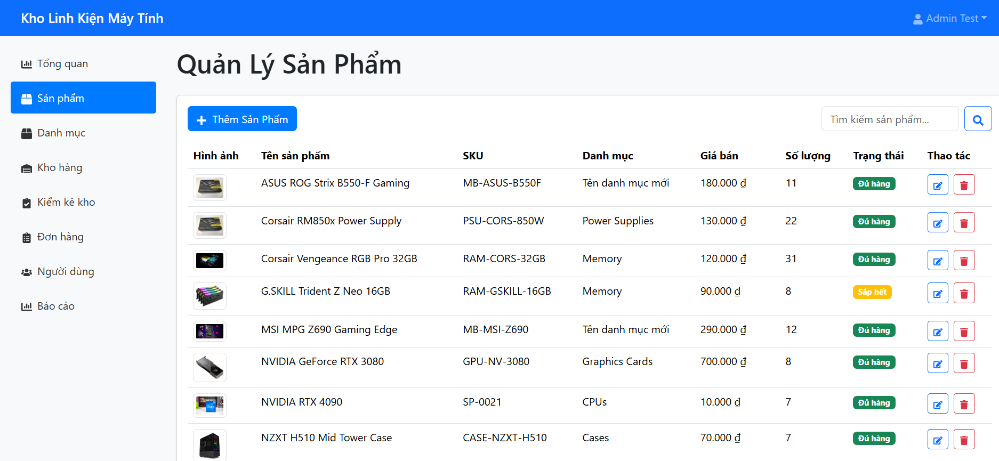 Kho Linh Kiện Máy Tính
Admin Test
Tổng quan
Sản phẩm
Danh mục
Kho hàng
Kiểm kê kho
Đơn hàng
Người dùng
Báo cáo
Quản Lý Sản Phẩm
Thêm Sản Phẩm
Tìm kiếm sản phẩm...
Hình ảnh Tên sản phẩm SKU Danh mục Giá bán Số lượng Trạng thái Thao tác
ASUS ROG Strix B550-F Gaming MB-ASUS-B550F Tên danh mục mới 180.000 ₫ 11 Đủ hàng
Corsair RM850x Power Supply PSU-CORS-850W Power Supplies 130.000 ₫ 22 Đủ hàng
Corsair Vengeance RGB Pro 32GB RAM-CORS-32GB Memory 120.000 ₫ 31 Đủ hàng
G.SKILL Trident Z Neo 16GB RAM-GSKILL-16GB Memory 90.000 ₫ 8 Sắp hết
MSI MPG Z690 Gaming Edge MB-MSI-Z690 Tên danh mục mới 290.000 ₫ 12 Đủ hàng
NVIDIA GeForce RTX 3080 GPU-NV-3080 Graphics Cards 700.000 ₫ 8 Đủ hàng
NVIDIA RTX 4090 SP-0021 CPUs 10.000 ₫ 7 Đủ hàng
NZXT H510 Mid Tower Case CASE-NZXT-H510 Cases 70.000 ₫ 7 Đủ hàng